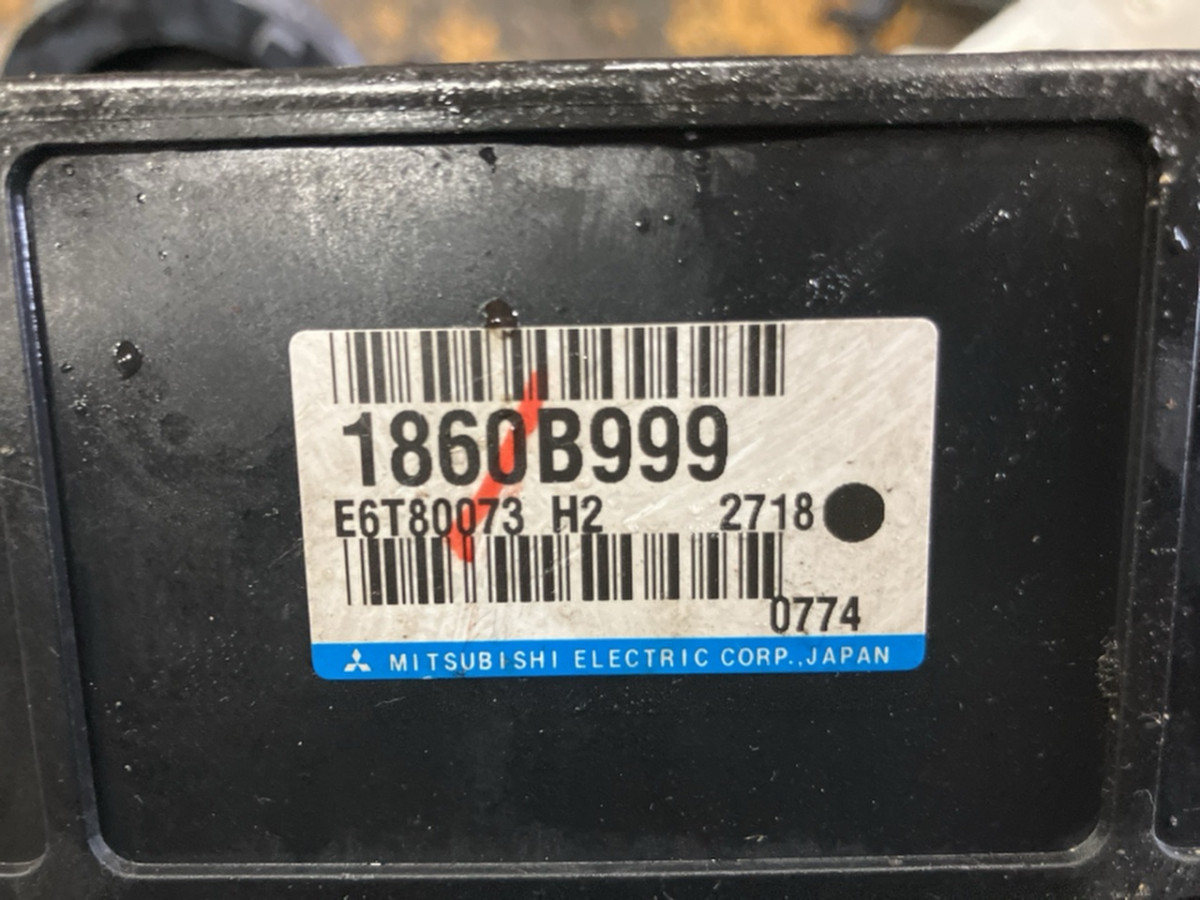 1860B999
E6T80073 H2 2718
0774
MITSUBISHI ELECTRIC CORP.,JAPAN